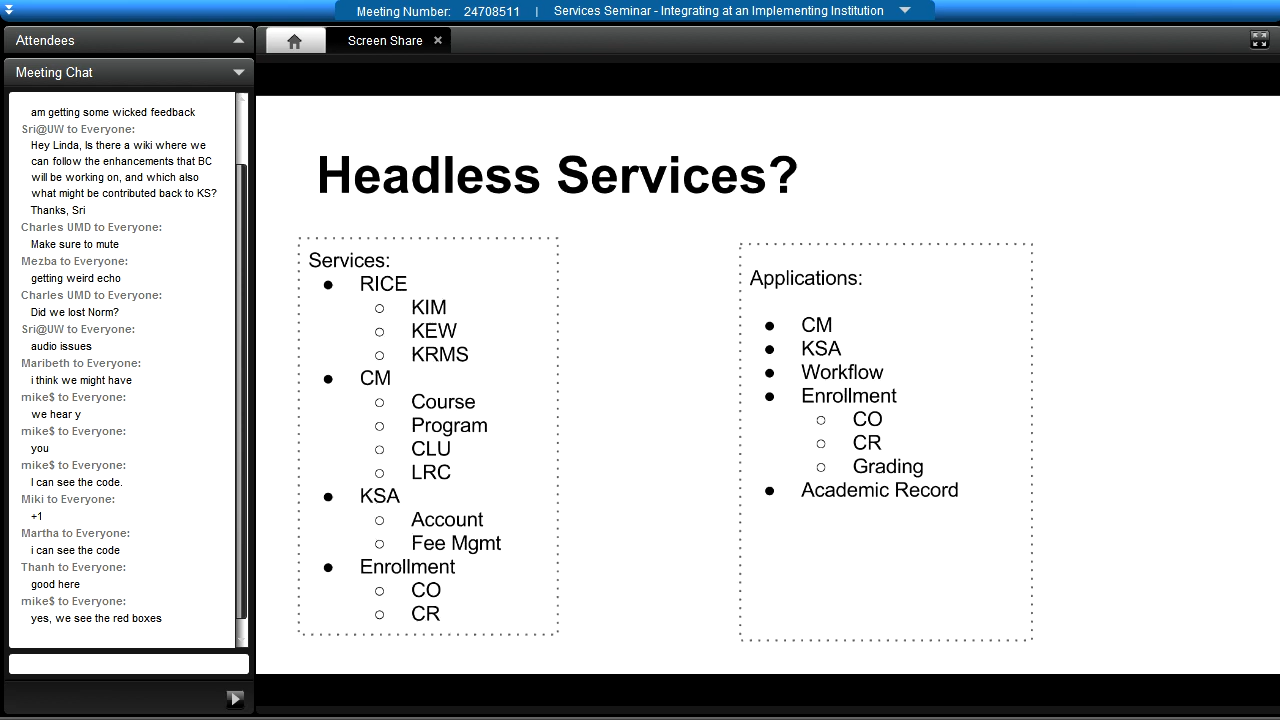 Meeting Number: 24708511 | Services Seminar - Integrating at an Implementing Institution
Attendees
Meeting Chat
am getting some wicked feedback
Sri@UW to Everyone:
Hey Linda, Is there a wiki where we
can follow the enhancements that BC
will be working on, and which also
what might be contributed back to KS?
Thanks, Sri
Charles UMD to Everyone:
Make sure to mute
Mezba to Everyone:
getting weird echo
Charles UMD to Everyone:
Did we lost Norm?
Sri@UW to Everyone:
audio issues
Maribeth to Everyone:
i think we might have
mike$ to Everyone:
we hear y
mike$ to Everyone:
you
mike$ to Everyone:
I can see the code.
Miki to Everyone:
+1
Martha to Everyone:
i can see the code
Thanh to Everyone:
good here
mike$ to Everyone:
yes, we see the red boxes
Screen Share
Headless Services?
Services:
RICE
KIM
KEW
KRMS
CM
Course
Program
CLU
LRC
KSA
Account
Fee Mgmt
Enrollment
CO
CR
Applications:
CM
KSA
Workflow
Enrollment
CO
CR
Grading
Academic Record